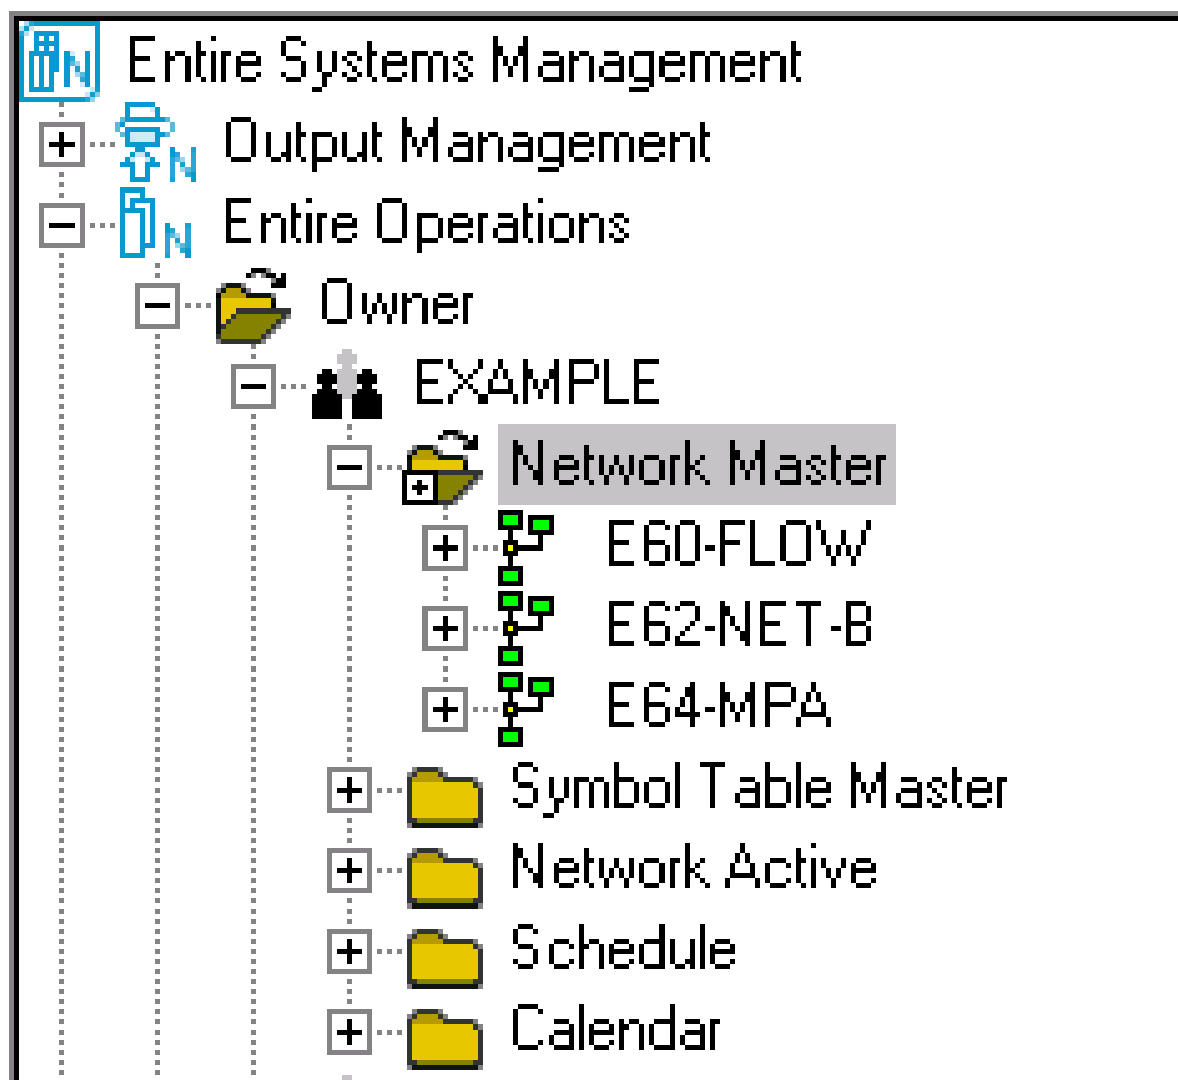 Entire Systems Management
Output Management
Entire Operations
Owner
EXAMPLE
Network Master
E60-FLOW
E62-NET-B
E64-MPA
Symbol Table Master
Network Active
Schedule
Calendar